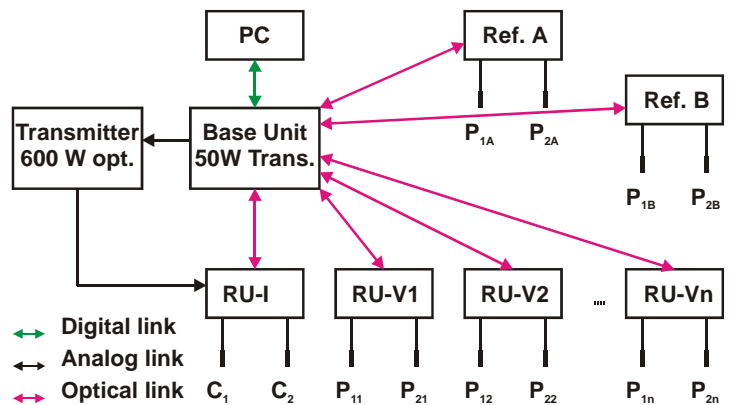 PC
Ref. A
Ref. B
Transmitter
600 W opt.
Base Unit
50W Trans.
P1A P2A
P1B P2B
RU-I RU-V1 RU-V2 .... RU-Vn
Digital link
Analog link
Optical link
C1 C2 P11 P21 P12 P22 P1n P2n